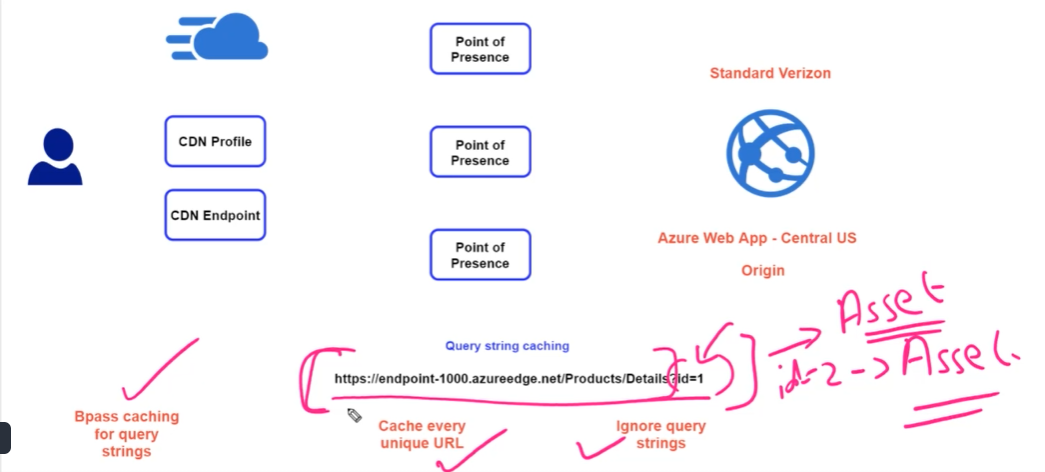 Point of
Presence
Standard Verizon
CDN Profile
Point of
Presence
CDN Endpoint
Azure Web App - Central US
Point of
Presence
Origin
Asset
Query string caching
https://endpoint-1000.azureedge.net/Products/Details?id=1
id=2 -> Asset
Bpass caching
for query
strings
Cache every
unique URL
Ignore query
strings